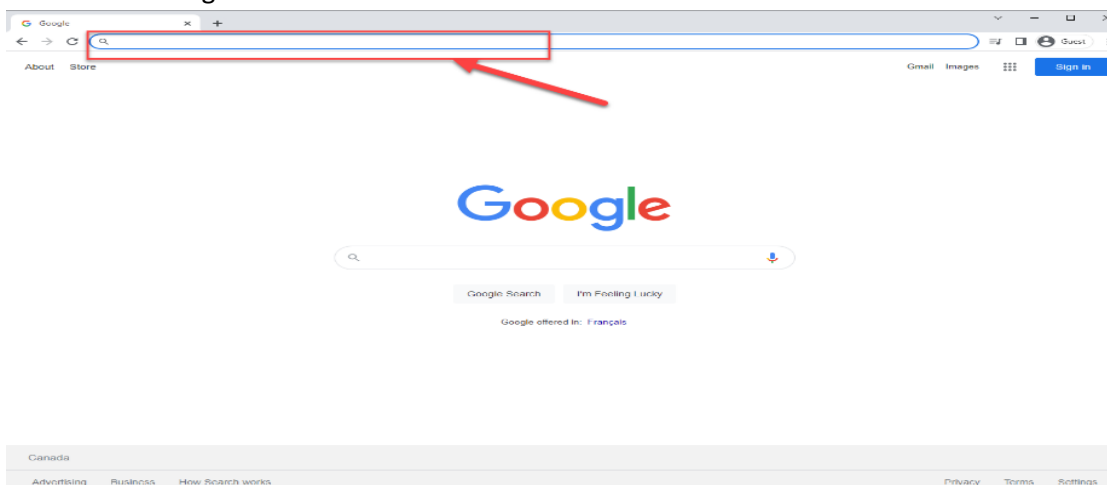 Google
Guest
About Store
Gmail Images
Sign in
Google
Google Search I'm Feeling Lucky
Google offered in: Français
Canada
Advertising Business How Search works
Privacy Terms Settings